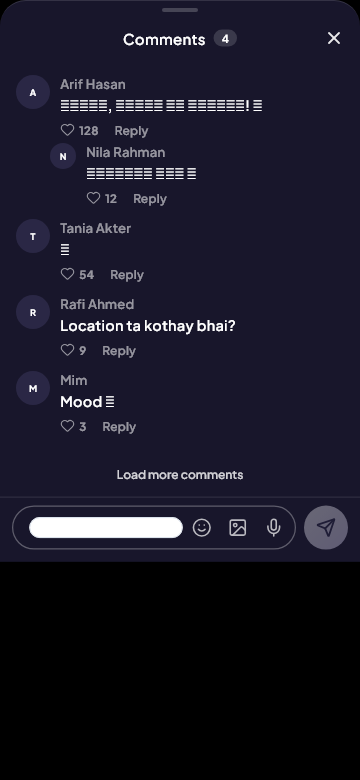 Comments 4
A
Arif Hasan
128 Reply
N
Nila Rahman
12 Reply
T
Tania Akter
54 Reply
R
Rafi Ahmed
Location ta kothay bhai?
9 Reply
M
Mim
Mood
3 Reply
Load more comments